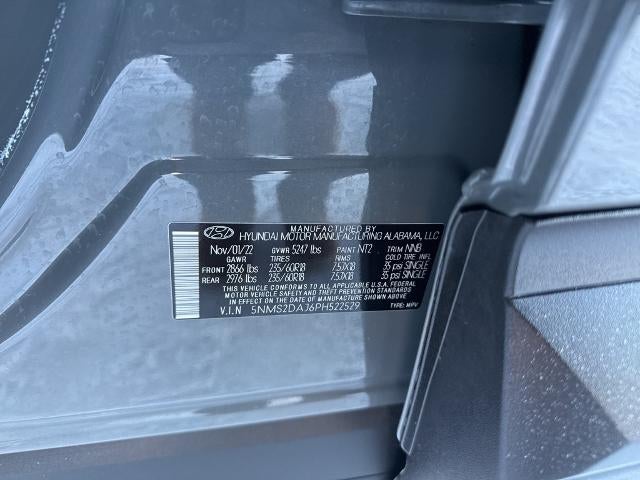 MANUFACTURED BY
HYUNDAI MOTOR MANUFACTURING ALABAMA, LLC
Nov/01/22 GVWR 5247 lbs PAINT NT2 TRIM NNB
GAWR TIRES RIMS COLD TIRE INF.
FRONT 2866 lbs 235/60R18 7.5JX18 35 psi SINGLE
REAR 2976 lbs 235/60R18 7.5JX18 35 psi SINGLE
THIS VEHICLE CONFORMS TO ALL APPLICABLE U.S.A. FEDERAL
MOTOR VEHICLE SAFETY, BUMPER, AND THEFT PREVENTION STANDARDS
IN EFFECT ON THE DATE OF MANUFACTURE SHOWN ABOVE.
V.I.N 5NMS2DAJ6PH522529 TYPE: MPV